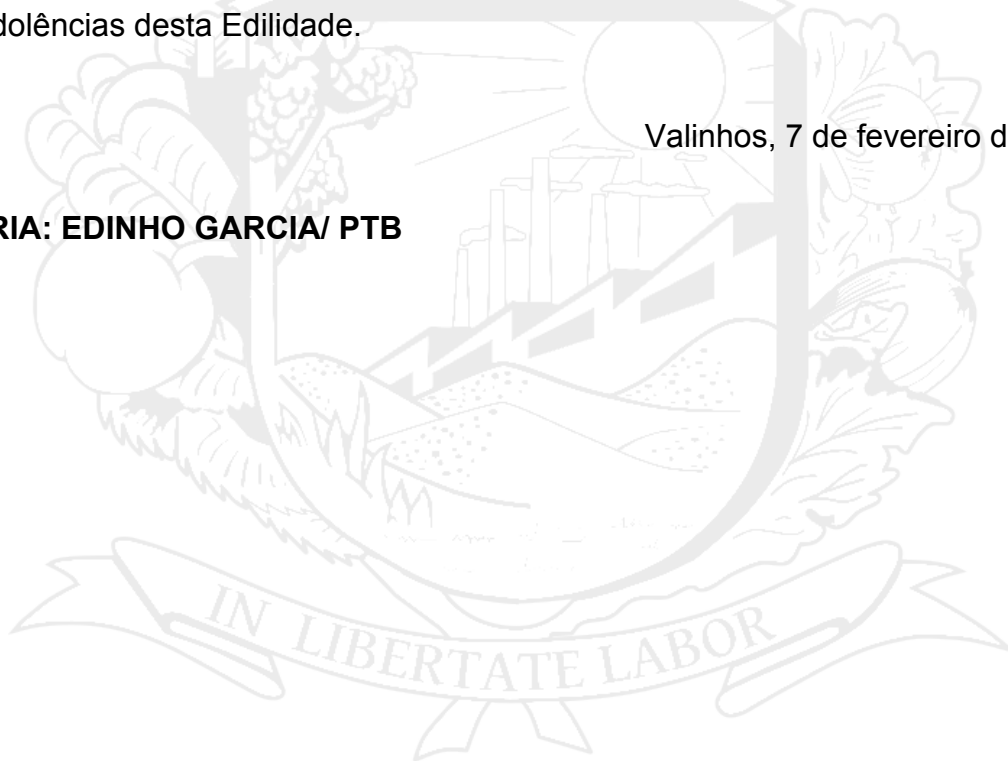 dolências desta Edilidade.
Valinhos, 7 de fevereiro d
RIA: EDINHO GARCIA/ PTB
IN LIBERTATE LABOR